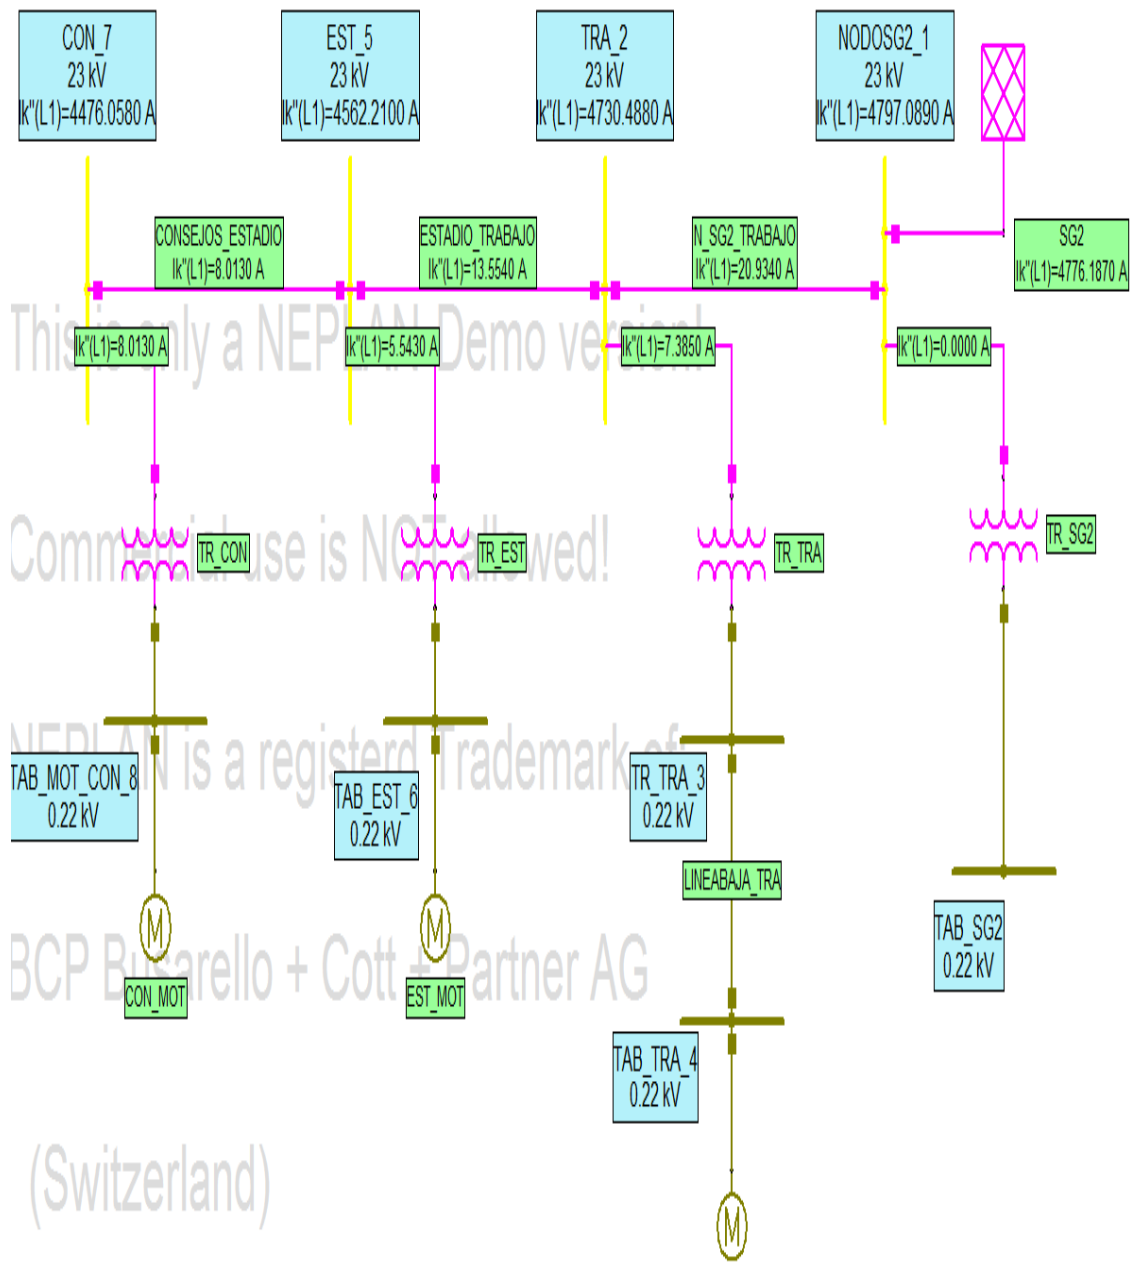 CON_7
23 kV
Ik"(L1)=4476.0580 A
EST_5
23 kV
Ik"(L1)=4562.2100 A
TRA_2
23 kV
Ik"(L1)=4730.4880 A
NODOSG2_1
23 kV
Ik"(L1)=4797.0890 A
CONSEJOS_ESTADIO
Ik"(L1)=8.0130 A
ESTADIO_TRABAJO
Ik"(L1)=13.5540 A
N_SG2_TRABAJO
Ik"(L1)=20.9340 A
SG2
Ik"(L1)=4776.1870 A
This is only a NEPLAN Demo version!
Ik"(L1)=8.0130 A
Ik"(L1)=5.5430 A
Ik"(L1)=7.3850 A
Ik"(L1)=0.0000 A
Commercial use is NOT allowed!
TR_CON
TR_EST
TR_TRA
TR_SG2
NEPLAN is a registerd Trademark of:
TAB_MOT_CON_8
0.22 kV
TAB_EST_6
0.22 kV
TR_TRA_3
0.22 kV
LINEABAJA_TRA
TAB_SG2
0.22 kV
M
M
BCP Busarello + Cott + Partner AG
CON_MOT
EST_MOT
TAB_TRA_4
0.22 kV
(Switzerland)
M